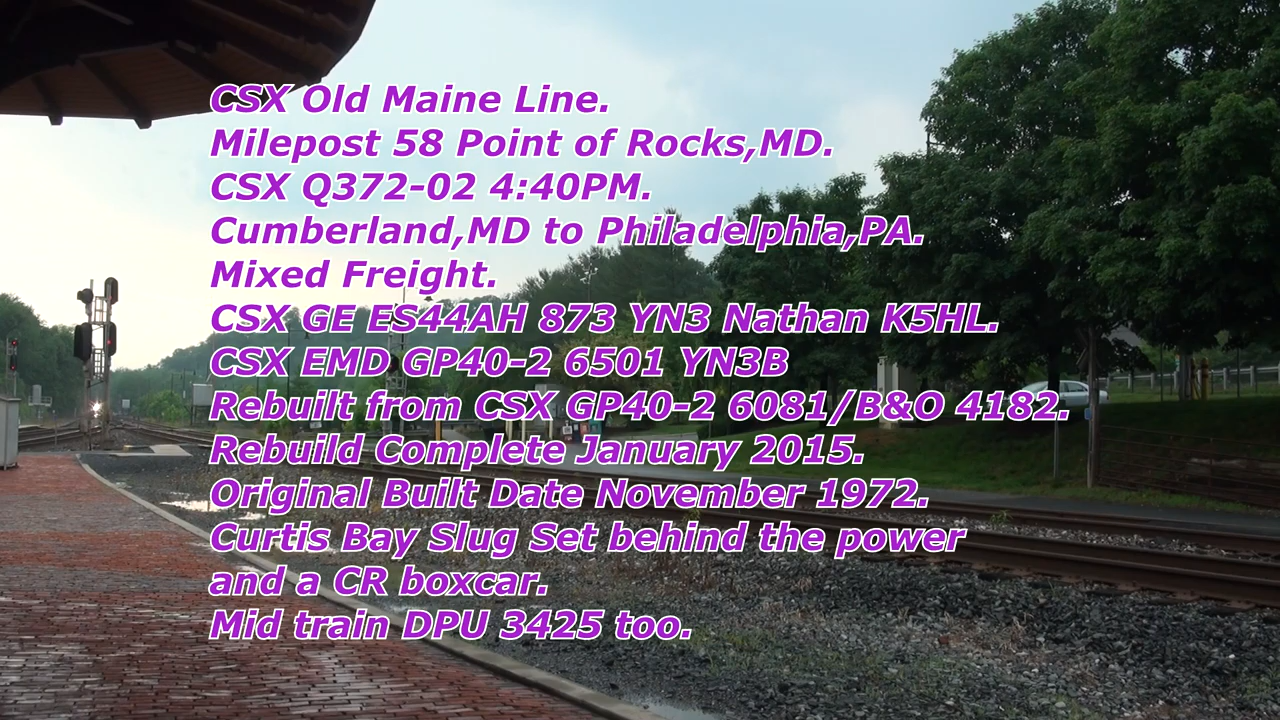 CSX Old Maine Line.
Milepost 58 Point of Rocks,MD.
CSX Q372-02 4:40PM.
Cumberland,MD to Philadelphia,PA.
Mixed Freight.
CSX GE ES44AH 873 YN3 Nathan K5HL.
CSX EMD GP40-2 6501 YN3B
Rebuilt from CSX GP40-2 6081/B&O 4182.
Rebuild Complete January 2015.
Original Built Date November 1972.
Curtis Bay Slug Set behind the power
and a CR boxcar.
Mid train DPU 3425 too.